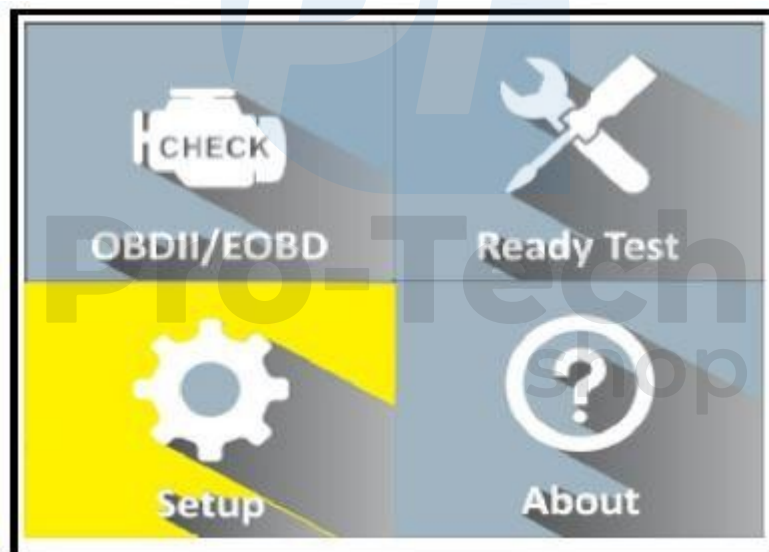 CHECK
OBDII/EOBD
Ready Test
Pro-Tech
shop
Setup
About